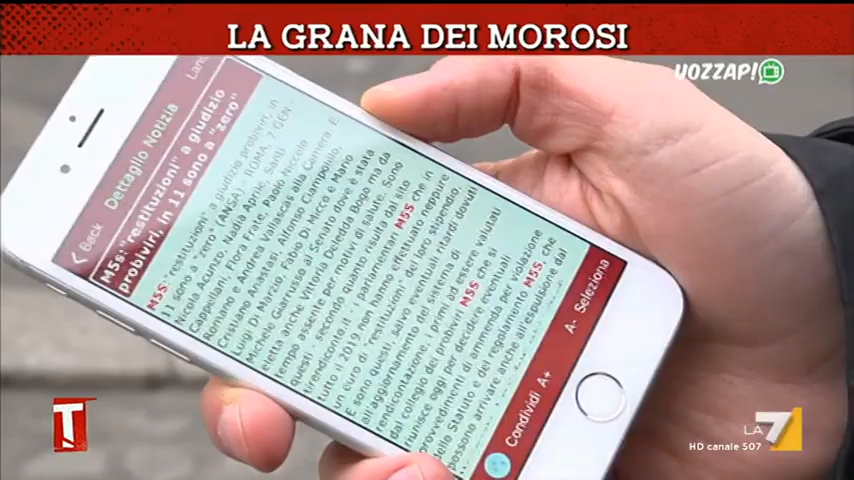 LA GRANA DEI MOROSI
VOZZAP!
Back
Dettaglio Notizia
M5s: "restituzioni" a giudizio
probiviri, in 11 sono a "zero"
M5S: "restituzioni" a giudizio probiviri, in
11 sono a "zero" (ANSA) - ROMA, 7 GEN -
Nicola Acunzo, Nadia Aprile, Santi
Cappellani, Flora Frate, Paolo Niccolo
Romano e Andrea Vallascas alla Camera. E
Cristiano Anastasi, Alfonso Ciampolillo,
Luigi Di Marzio, Fabio Di Micco e Mario
Michele Giarrusso al Senato dove è stata
eletta anche Vittoria Deledda Bogo ma da
tempo assente per motivi di salute. Sono
questi, secondo quanto risulta dal sito
tirendiconto.it, i parlamentari M5S che in
tutto il 2019 non hanno effettuato neppure
un euro di "restituzioni" del loro stipendio.
E sono questi, salvo eventuali ritardi dovuti
all'aggiornamento del sistema di
rendicontazione, i primi ad essere valutati
dal collegio dei probiviri M5S che si
riunisce oggi per decidere eventuali
provvedimenti di ammenda per violazione
dello Statuto e del regolamento M5S, che
possono arrivare anche all'espulsione dal
Condividi A+ A- Seleziona
T
LA7
HD canale 507